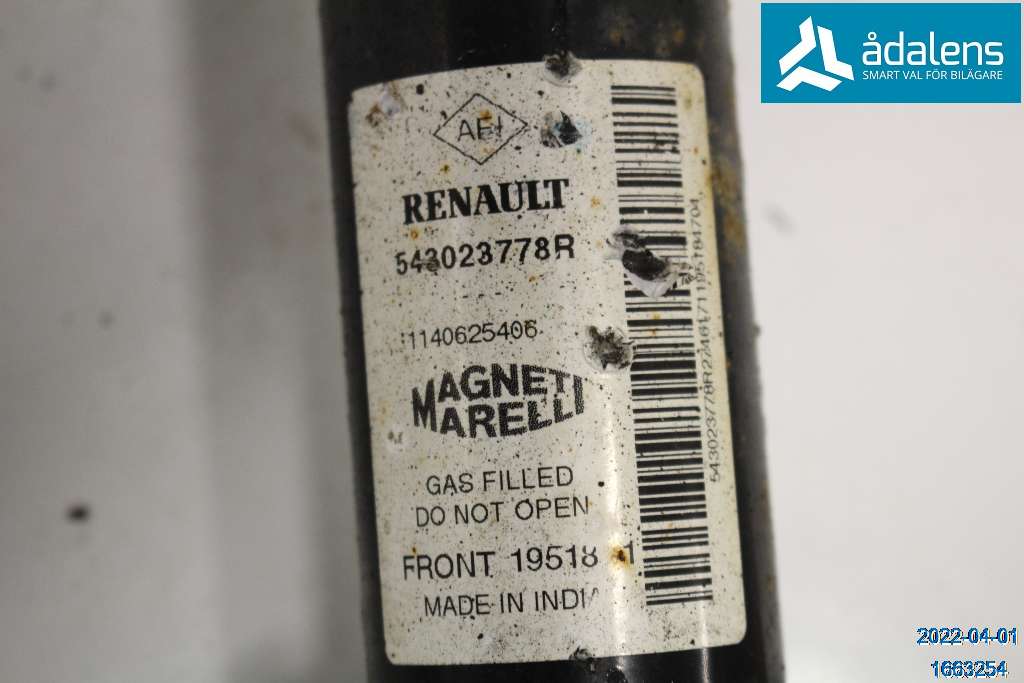 ådalens
SMART VAL FÖR BILÄGARE
RENAULT
543023778R
1140625406
MAGNETI
MARELLI
GAS FILLED
DO NOT OPEN
FRONT 19518
MADE IN INDIA
2022-04-01
1663254